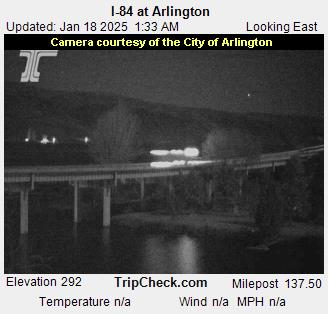 I-84 at Arlington
Updated: Jan 18 2025 1:33 AM Looking East
Camera courtesy of the City of Arlington
Elevation 292 TripCheck.com Milepost 137.50
Temperature n/a Wind n/a MPH n/a